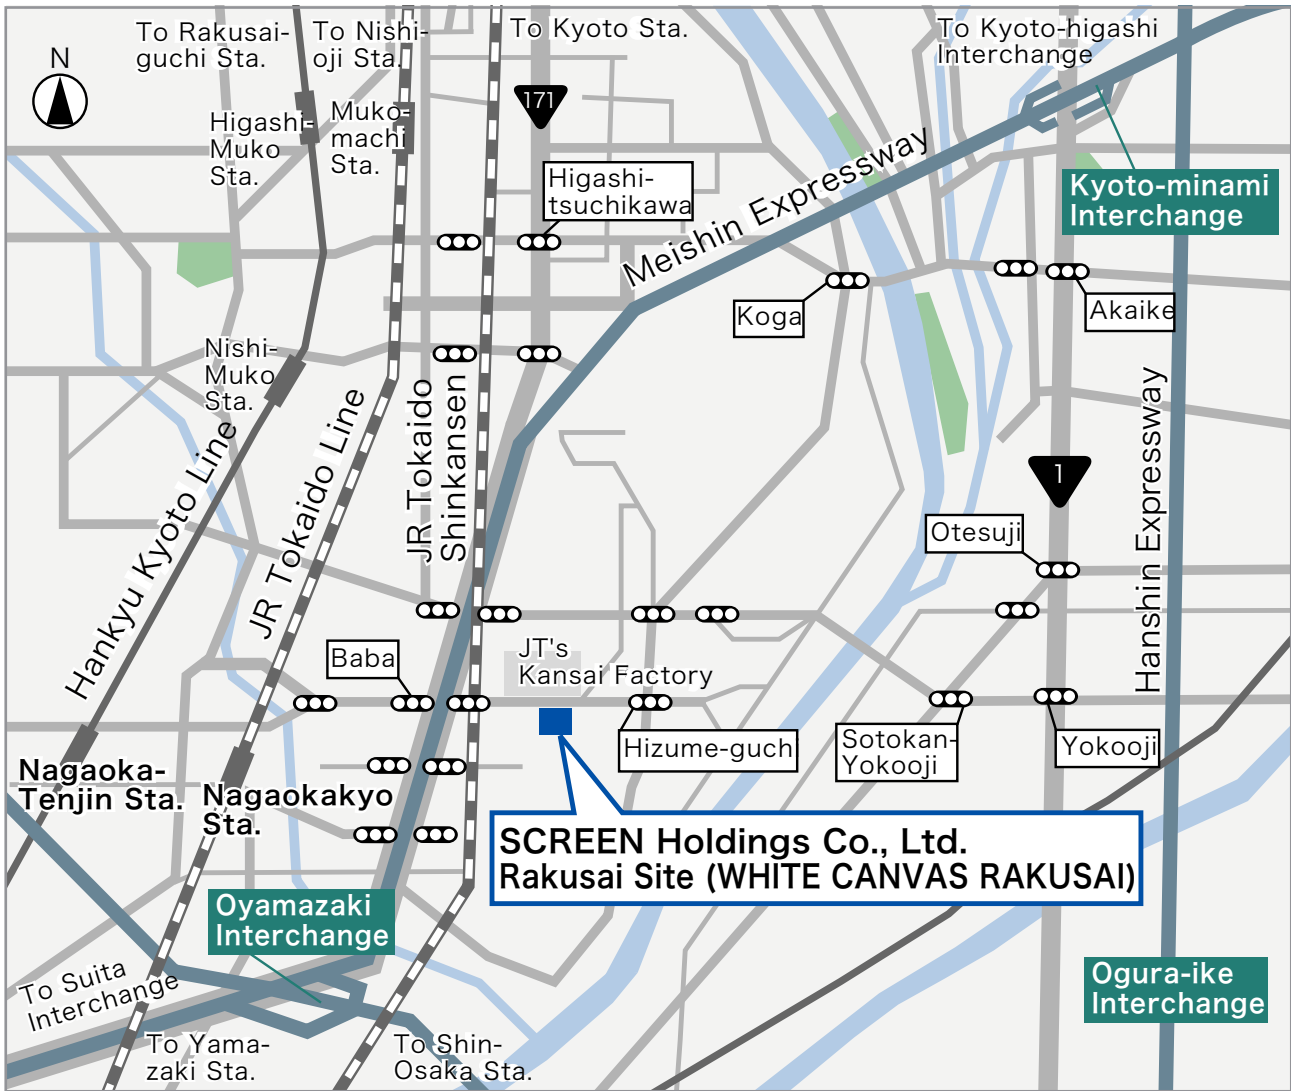 To Rakusai-
guchi Sta.
To Nishi-
oji Sta.
To Kyoto Sta.
To Kyoto-higashi
Interchange
N
171
Higashi-
Muko
Sta.
Muko-
machi
Sta.
Higashi-
tsuchikawa
Meishin Expressway
Kyoto-minami
Interchange
Koga
Akaike
Nishi-
Muko
Sta.
Hankyu Kyoto Line
JR Tokaido Line
JR Tokaido
Shinkansen
Hanshin Expressway
1
Otesuji
Baba
JT's
Kansai Factory
Hizume-guch
Sotokan-
Yokooji
Yokooji
Nagaoka-
Tenjin Sta.
Nagaokakyo
Sta.
SCREEN Holdings Co., Ltd.
Rakusai Site (WHITE CANVAS RAKUSAI)
Oyamazaki
Interchange
To Suita
Interchange
Ogura-ike
Interchange
To Yama-
zaki Sta.
To Shin-
Osaka Sta.